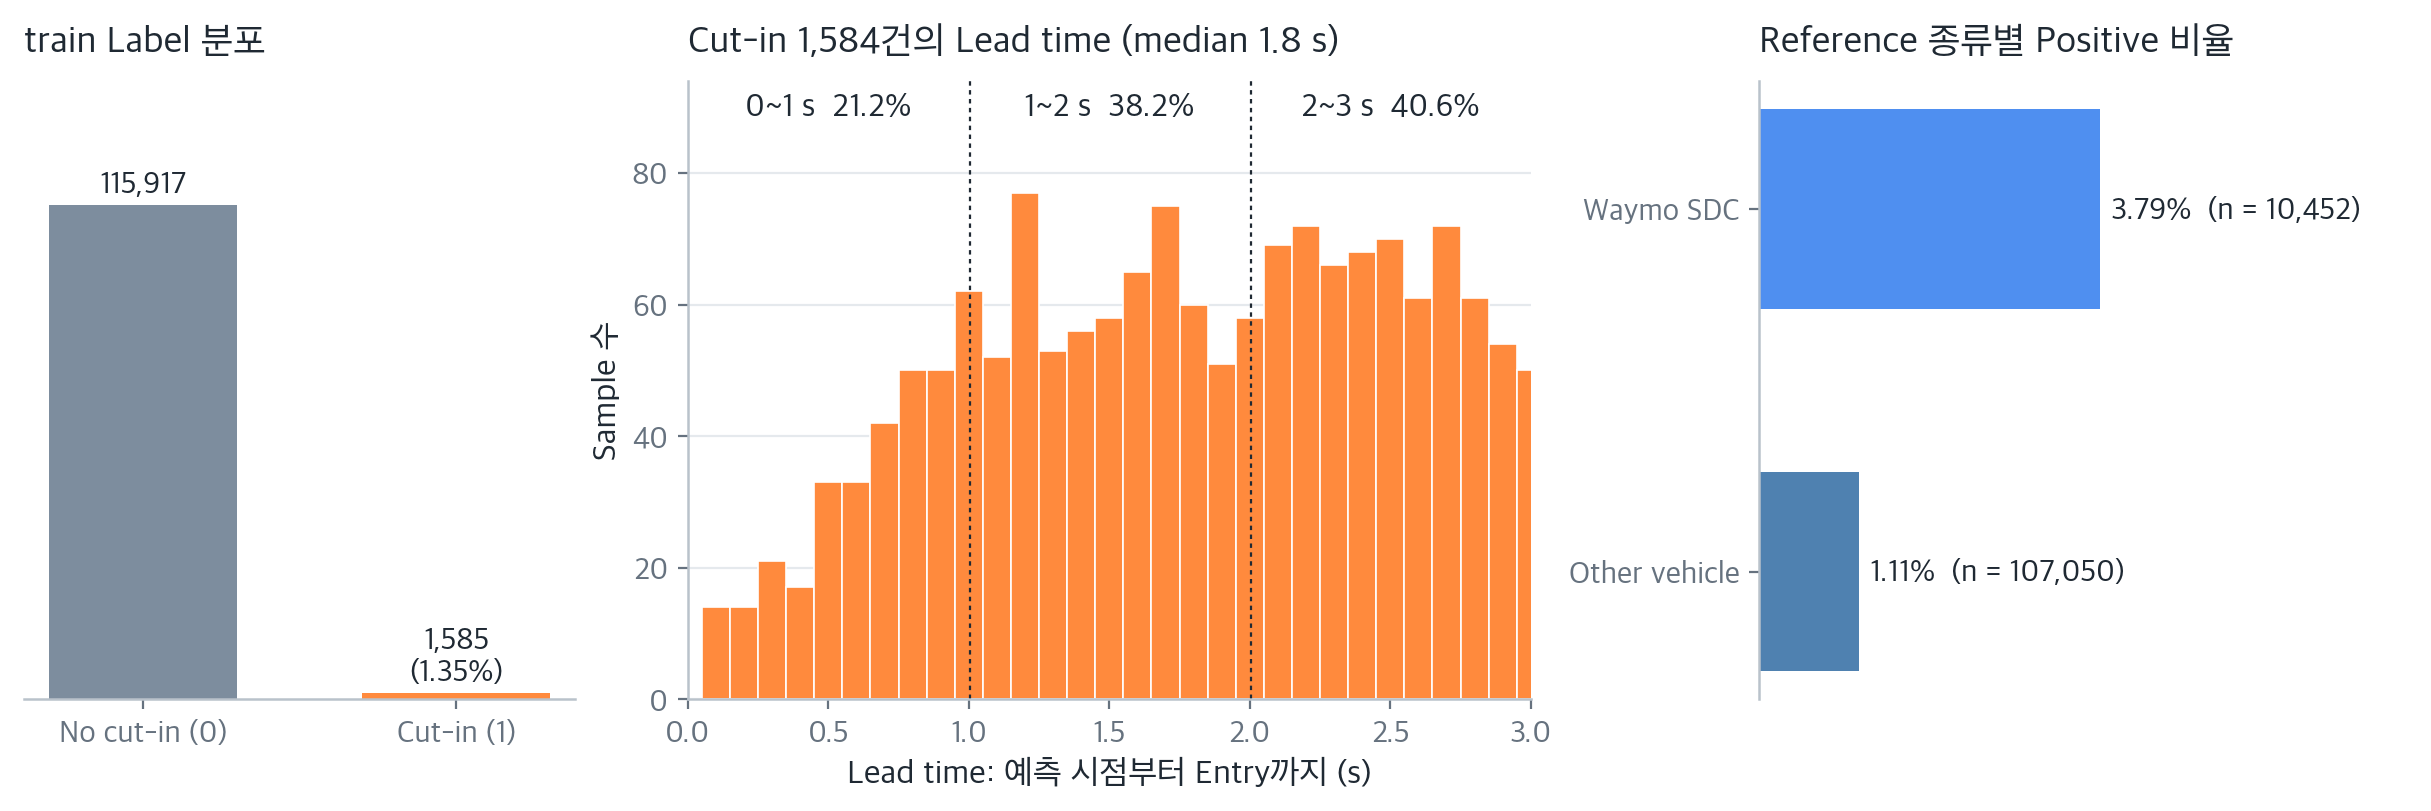 train Label 분포
115,917
1,585
(1.35%)
No cut-in (0)
Cut-in (1)
Cut-in 1,584건의 Lead time (median 1.8 s)
0~1 s 21.2%
1~2 s 38.2%
2~3 s 40.6%
Sample 수
80
60
40
20
0
0.0
0.5
1.0
1.5
2.0
2.5
3.0
Lead time: 예측 시점부터 Entry까지 (s)
Reference 종류별 Positive 비율
Waymo SDC
3.79% (n = 10,452)
Other vehicle
1.11% (n = 107,050)